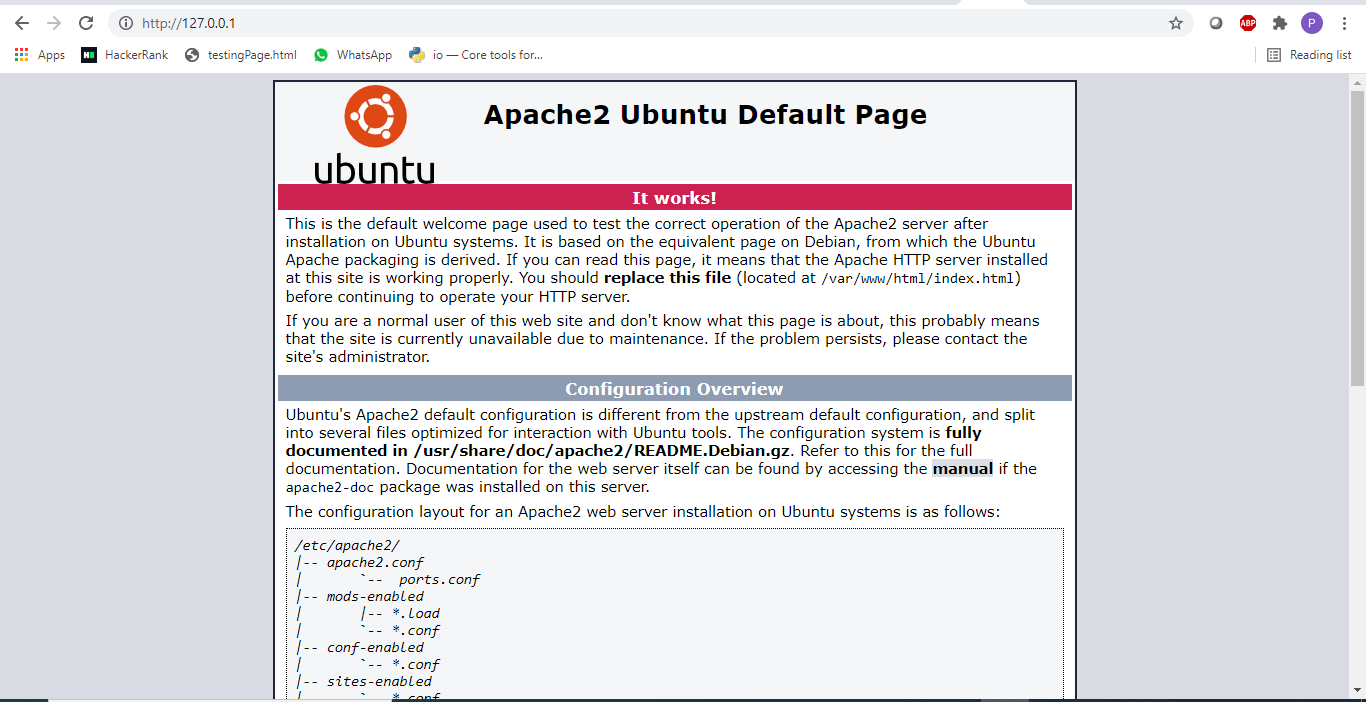 http://127.0.0.1
ABP
P
Apps HackerRank testingPage.html WhatsApp io — Core tools for... Reading list
Apache2 Ubuntu Default Page
ubuntu
It works!
This is the default welcome page used to test the correct operation of the Apache2 server after
installation on Ubuntu systems. It is based on the equivalent page on Debian, from which the Ubuntu
Apache packaging is derived. If you can read this page, it means that the Apache HTTP server installed
at this site is working properly. You should replace this file (located at /var/www/html/index.html)
before continuing to operate your HTTP server.
If you are a normal user of this web site and don't know what this page is about, this probably means
that the site is currently unavailable due to maintenance. If the problem persists, please contact the
site's administrator.
Configuration Overview
Ubuntu's Apache2 default configuration is different from the upstream default configuration, and split
into several files optimized for interaction with Ubuntu tools. The configuration system is fully
documented in /usr/share/doc/apache2/README.Debian.gz. Refer to this for the full
documentation. Documentation for the web server itself can be found by accessing the manual if the
apache2-doc package was installed on this server.
The configuration layout for an Apache2 web server installation on Ubuntu systems is as follows:
/etc/apache2/
|-- apache2.conf
|       `--  ports.conf
|-- mods-enabled
|       |-- *.load
|       `-- *.conf
|-- conf-enabled
|       `-- *.conf
|-- sites-enabled
|       `-- *.conf